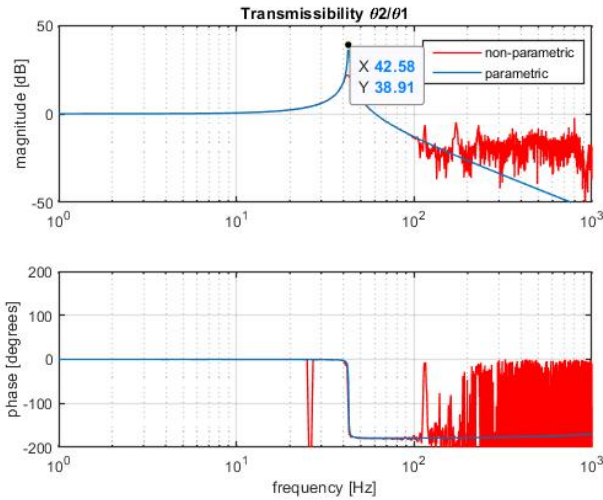 Transmissibility θ2/θ1
magnitude [dB]
50
0
-50
X 42.58
Y 38.91
non-parametric
parametric
10^0
10^1
10^2
10^3
phase [degrees]
200
100
0
-100
-200
10^0
10^1
10^2
10^3
frequency [Hz]